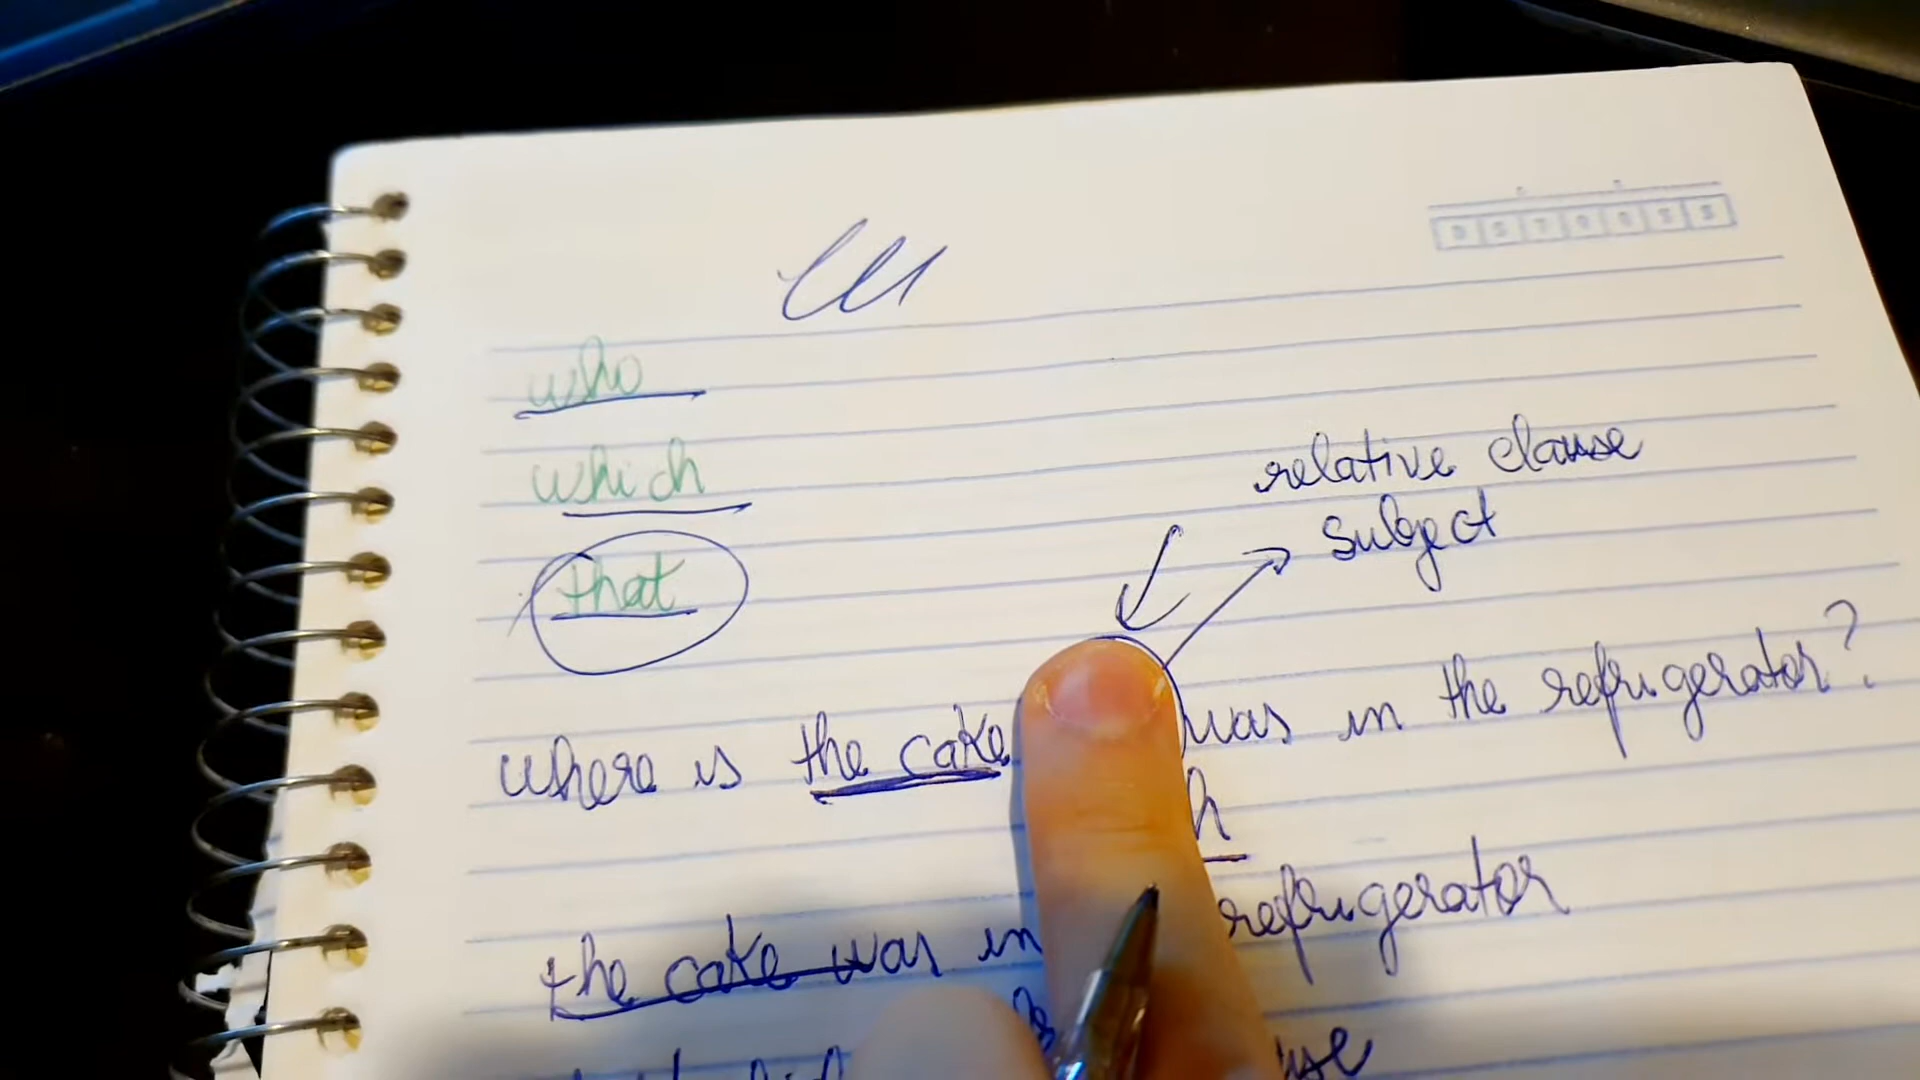 who
which
that
relative clause
subject
where is the cake was in the refrigerator?
h
the cake was in refrigerator